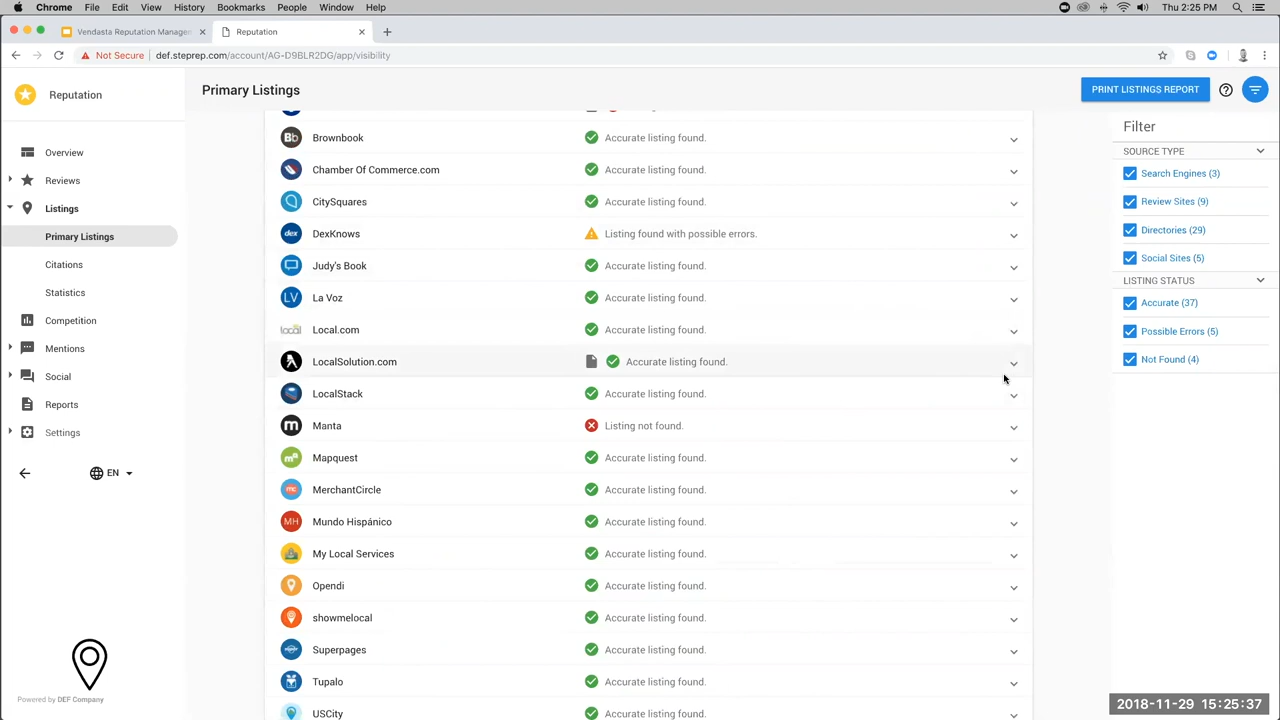 Chrome File Edit View History Bookmarks People Window Help Thu 2:25 PM
Vendasta Reputation Manager × Reputation × +
Not Secure def.steprep.com/account/AG-D9BLR2DG/app/visibility
Reputation
Overview
Reviews
Listings
Primary Listings
Citations
Statistics
Competition
Mentions
Social
Reports
Settings
EN
Powered by DEF Company
Primary Listings
PRINT LISTINGS REPORT
Bb Brownbook Accurate listing found.
Chamber Of Commerce.com Accurate listing found.
CitySquares Accurate listing found.
dex DexKnows Listing found with possible errors.
Judy's Book Accurate listing found.
LV La Voz Accurate listing found.
local Local.com Accurate listing found.
LocalSolution.com Accurate listing found.
LocalStack Accurate listing found.
m Manta Listing not found.
Mapquest Accurate listing found.
mc MerchantCircle Accurate listing found.
MH Mundo Hispánico Accurate listing found.
My Local Services Accurate listing found.
Opendi Accurate listing found.
showmelocal Accurate listing found.
Superpages Accurate listing found.
Tupalo Accurate listing found.
USCity Accurate listing found.
Filter
SOURCE TYPE
Search Engines (3)
Review Sites (9)
Directories (29)
Social Sites (5)
LISTING STATUS
Accurate (37)
Possible Errors (5)
Not Found (4)
2018-11-29 15:25:37